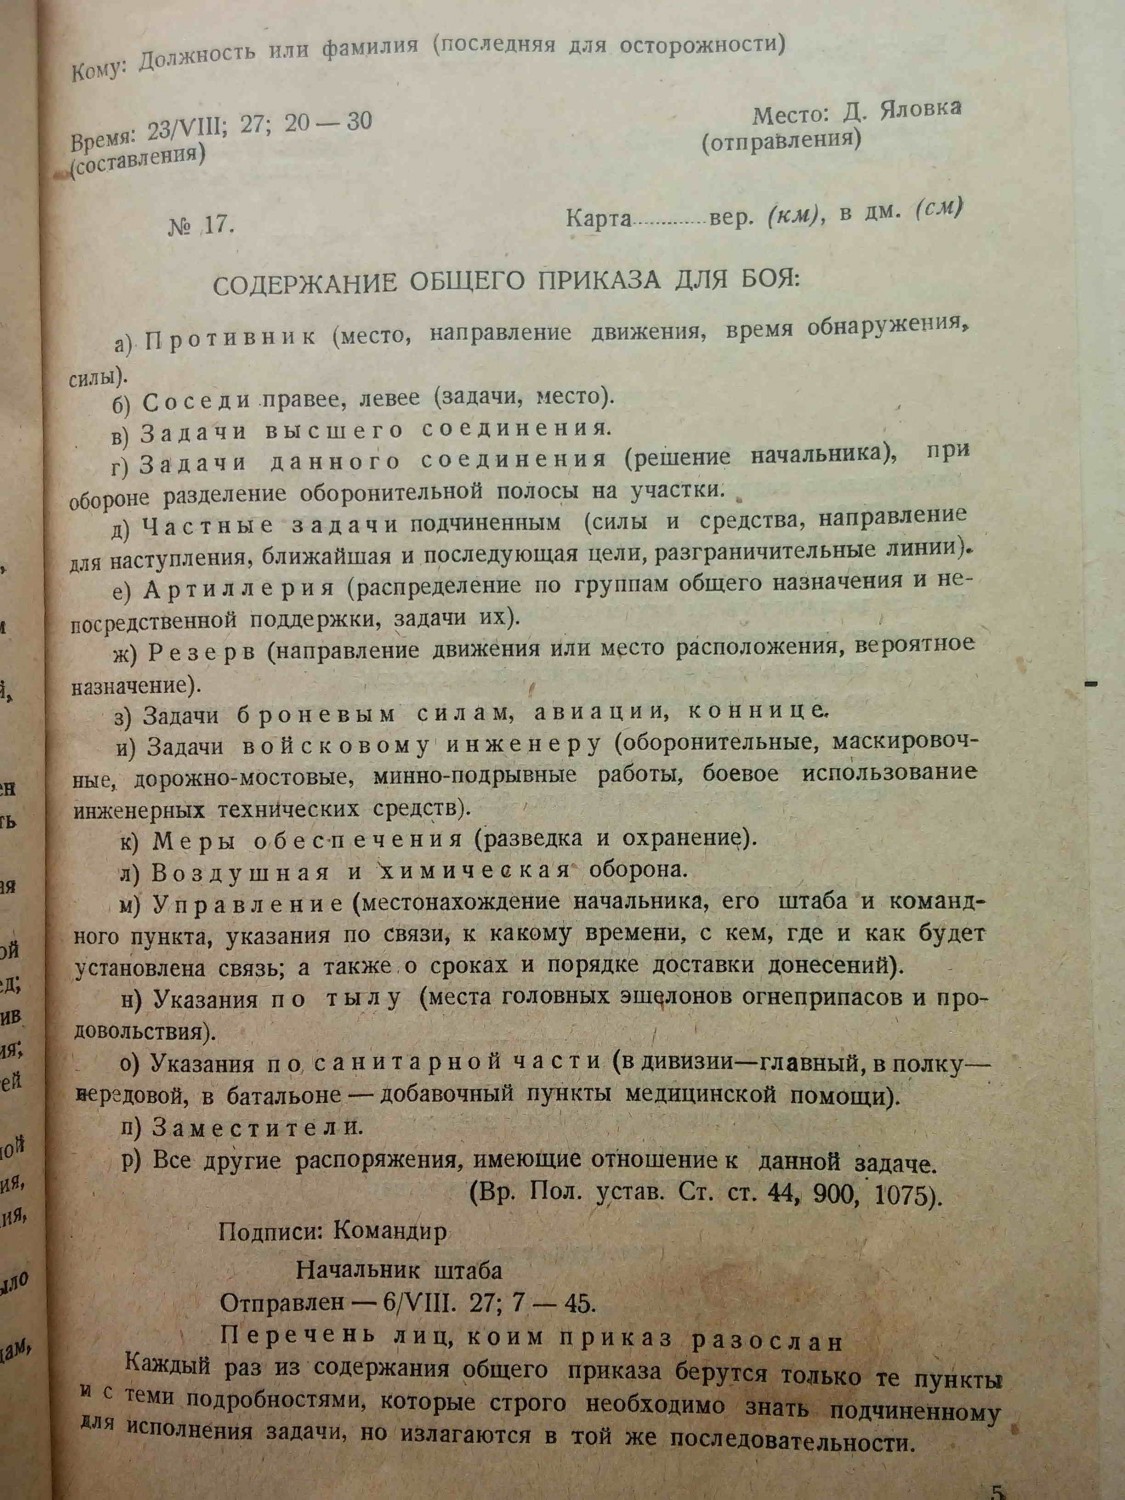 Кому: Должность или фамилия (последняя для осторожности)
Время: 23/VIII; 27; 20 — 30
(составления)
Место: Д. Яловка
(отправления)
№ 17.
Карта...........вер. (км), в дм. (см)
СОДЕРЖАНИЕ ОБЩЕГО ПРИКАЗА ДЛЯ БОЯ:
а) Противник (место, направление движения, время обнаружения,
силы).
б) Соседи правее, левее (задачи, место).
в) Задачи высшего соединения.
г) Задачи данного соединения (решение начальника), при
обороне разделение оборонительной полосы на участки.
д) Частные задачи подчиненным (силы и средства, направление
для наступления, ближайшая и последующая цели, разграничительные линии).
е) Артиллерия (распределение по группам общего назначения и не-
посредственной поддержки, задачи их).
ж) Резерв (направление движения или место расположения, вероятное
назначение).
з) Задачи броневым силам, авиации, коннице.
и) Задачи войсковому инженеру (оборонительные, маскировоч-
ные, дорожно-мостовые, минно-подрывные работы, боевое использование
инженерных технических средств).
к) Меры обеспечения (разведка и охранение).
л) Воздушная и химическая оборона.
м) Управление (местонахождение начальника, его штаба и команд-
ного пункта, указания по связи, к какому времени, с кем, где и как будет
установлена связь; а также о сроках и порядке доставки донесений).
н) Указания по тылу (места головных эшелонов огнеприпасов и про-
довольствия).
о) Указания по санитарной части (в дивизии—главный, в полку—
передовой, в батальоне — добавочный пункты медицинской помощи).
п) Заместители.
р) Все другие распоряжения, имеющие отношение к данной задаче.
(Вр. Пол. устав. Ст. ст. 44, 900, 1075).
Подписи: Командир
Начальник штаба
Отправлен — 6/VIII. 27; 7 — 45.
Перечень лиц, коим приказ разослан
Каждый раз из содержания общего приказа берутся только те пункты
и с теми подробностями, которые строго необходимо знать подчиненному
для исполнения задачи, но излагаются в той же последовательности.
5